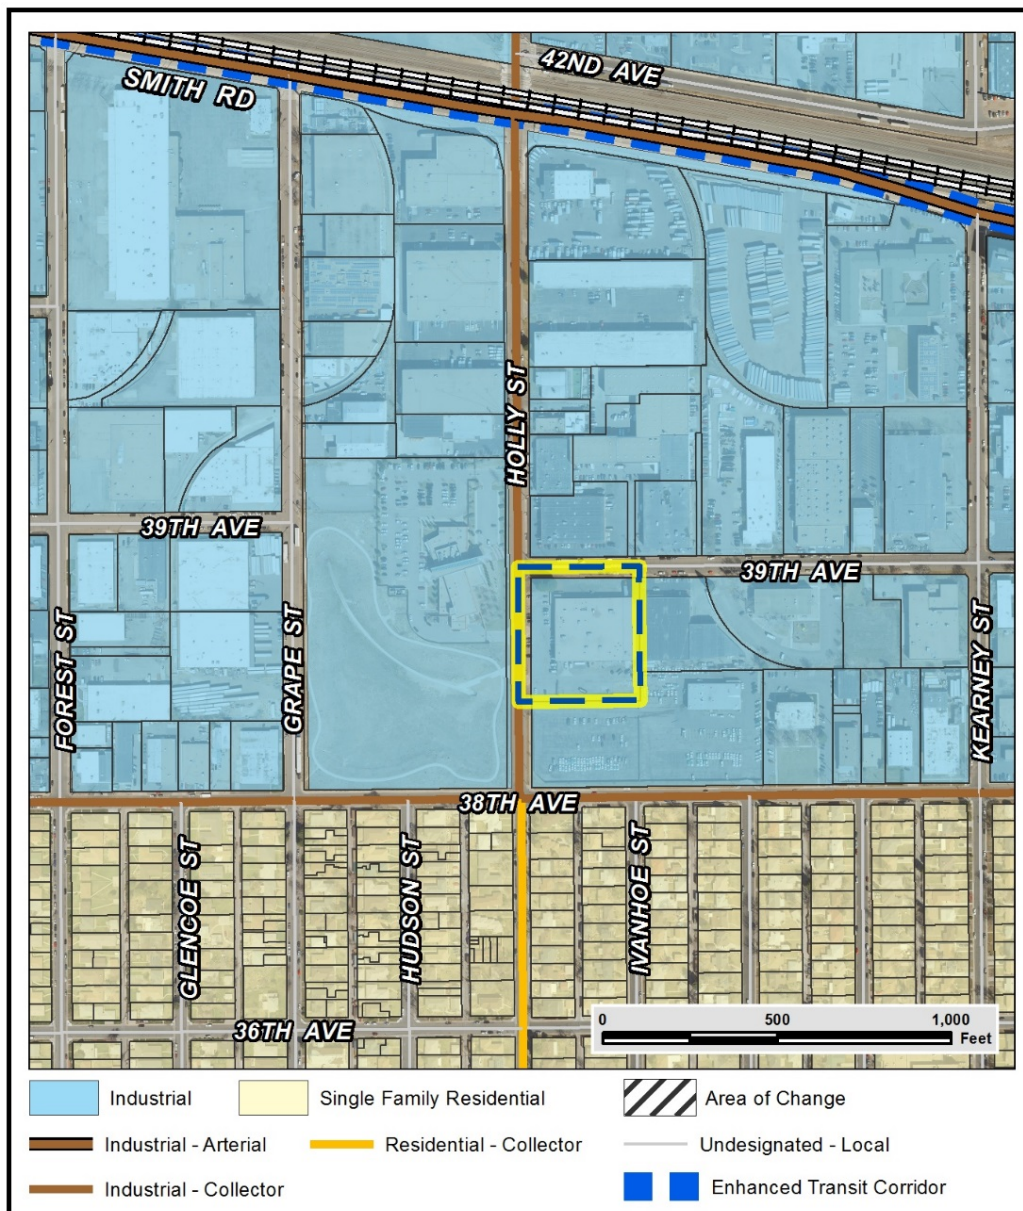 42ND AVE
SMITH RD
HOLLY ST
39TH AVE
39TH AVE
FOREST ST
GRAPE ST
KEARNEY ST
38TH AVE
GLENCOE ST
HUDSON ST
IVANHOE ST
36TH AVE
0 500 1,000
Feet
Industrial
Single Family Residential
Area of Change
Industrial - Arterial
Residential - Collector
Undesignated - Local
Industrial - Collector
Enhanced Transit Corridor